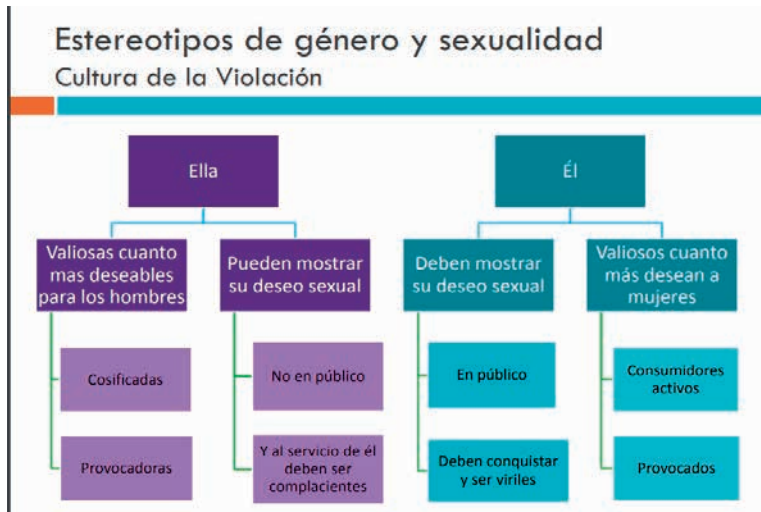 Estereotipos de género y sexualidad
Cultura de la Violación
Ella
Él
Valiosas cuanto
mas deseables
para los hombres
Pueden mostrar
su deseo sexual
Deben mostrar
su deseo sexual
Valiosos cuanto
más desean a
mujeres
Cosificadas
No en público
En público
Consumidores
activos
Provocadoras
Y al servicio de él
deben ser
complacientes
Deben conquistar
y ser viriles
Provocados